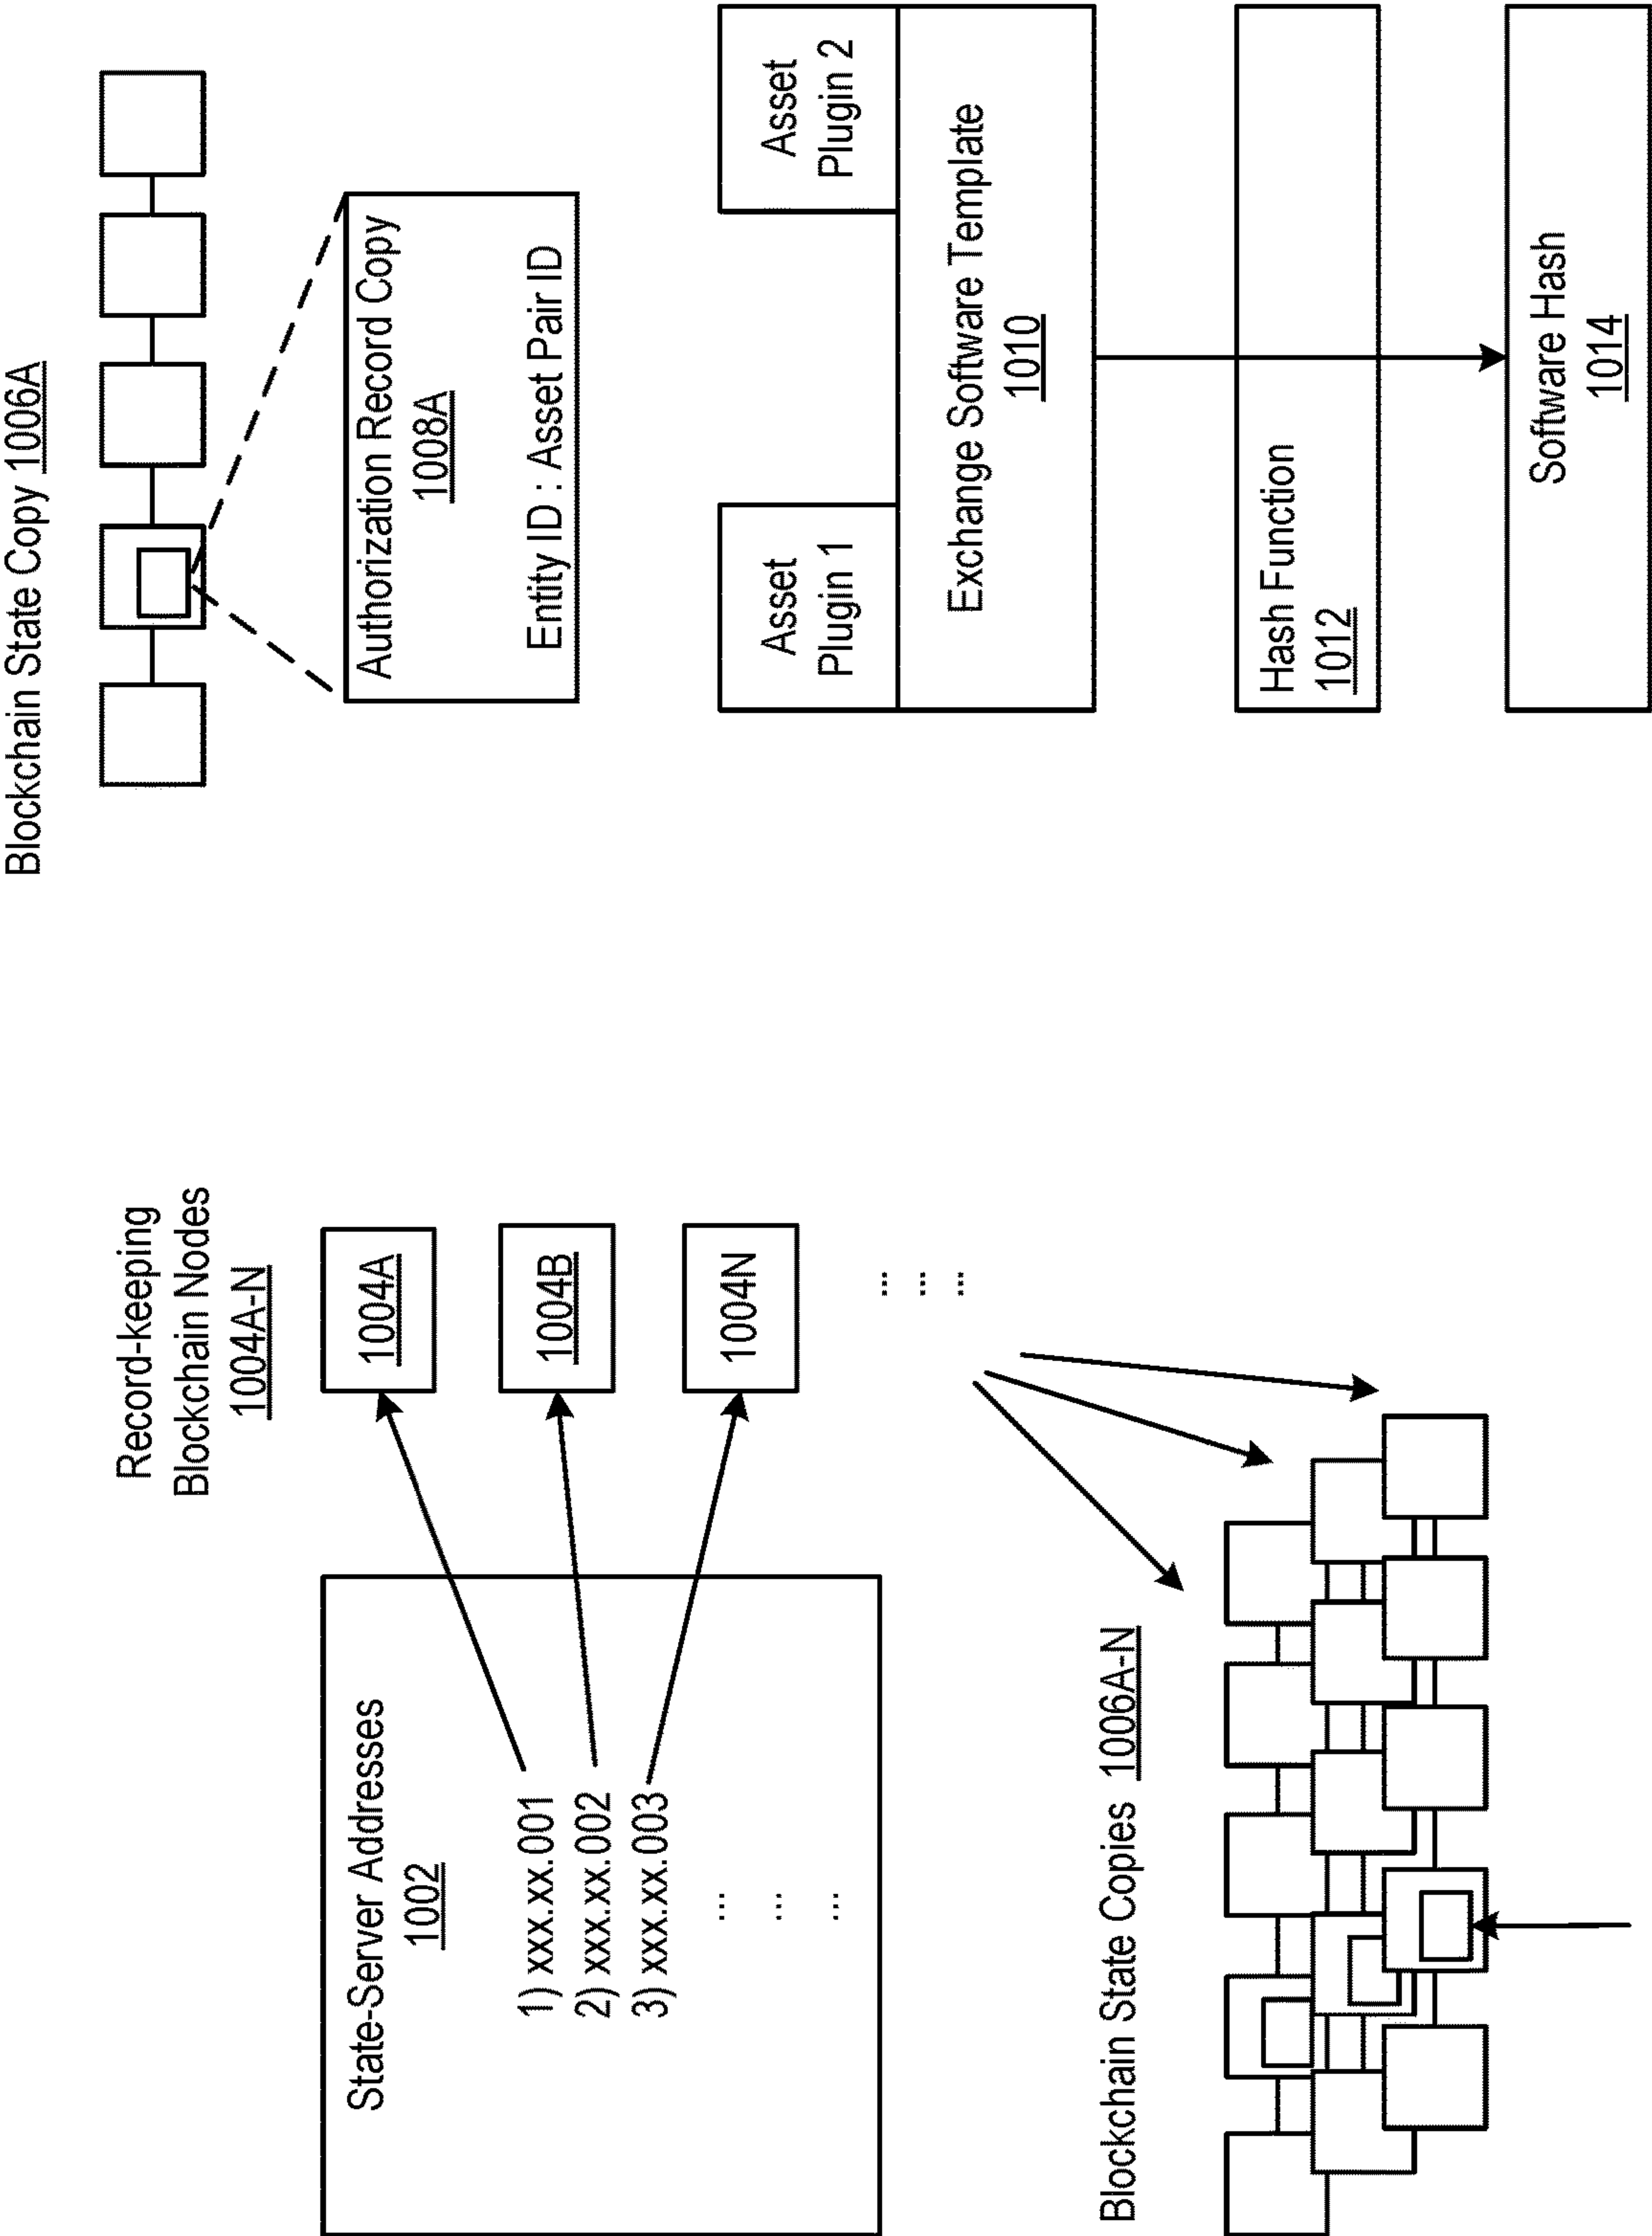 State-Server Addresses
1002
1) xxx.xx.001
2) xxx.xx.002
3) xxx.xx.003
...
...
...
Record-keeping
Blockchain Nodes
1004A-N
1004A
1004B
1004N
...
...
...
Blockchain State Copies 1006A-N
Blockchain State Copy 1006A
Authorization Record Copy
1008A
Entity ID : Asset Pair ID
Asset
Plugin 1
Asset
Plugin 2
Exchange Software Template
1010
Hash Function
1012
Software Hash
1014